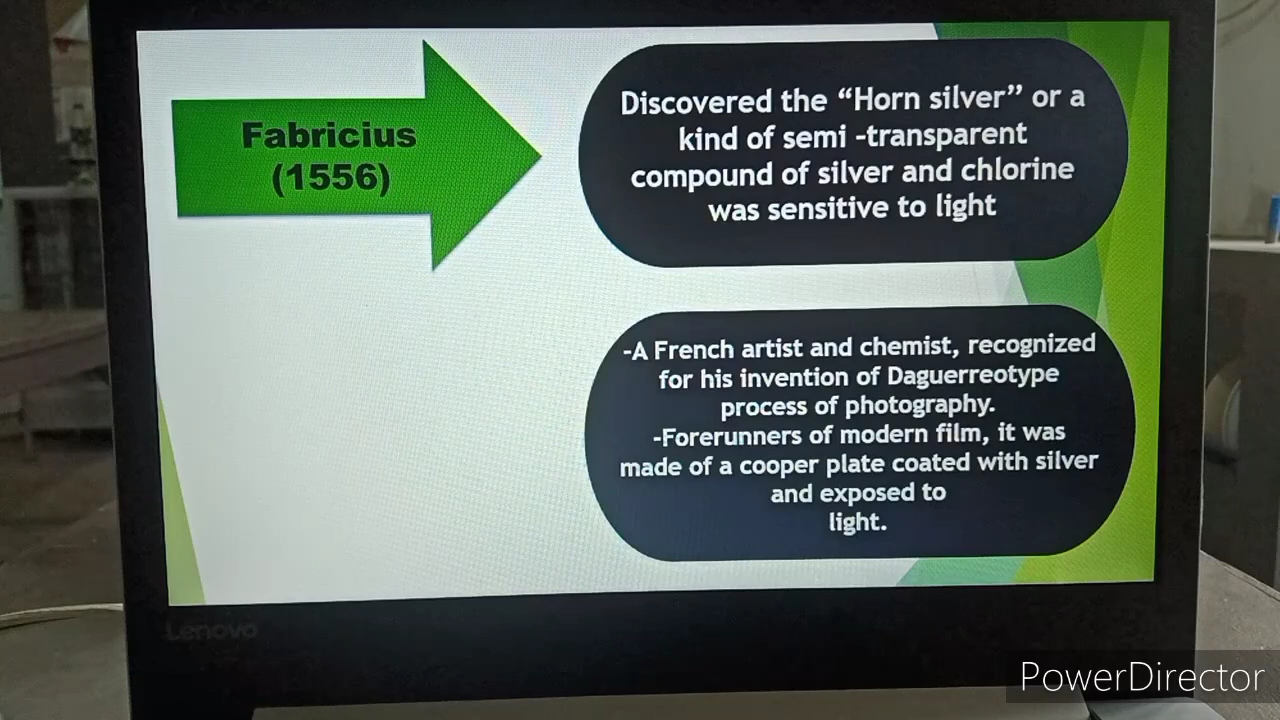 Fabricius
(1556)
Discovered the “Horn silver” or a
kind of semi -transparent
compound of silver and chlorine
was sensitive to light
-A French artist and chemist, recognized
for his invention of Daguerreotype
process of photography.
-Forerunners of modern film, it was
made of a cooper plate coated with silver
and exposed to
light.
Lenovo
PowerDirector